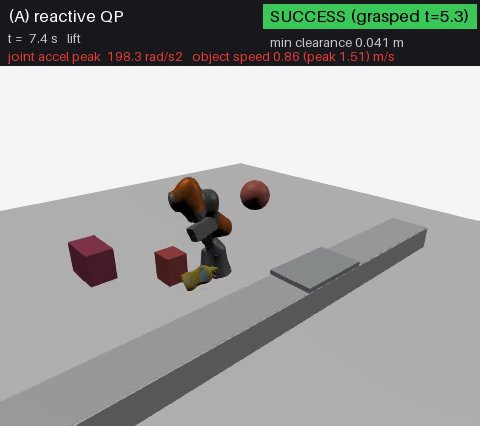 (A) reactive QP
SUCCESS (grasped t=5.3)
t =  7.4 s   lift
min clearance 0.041 m
joint accel peak  198.3 rad/s2   object speed 0.86 (peak 1.51) m/s